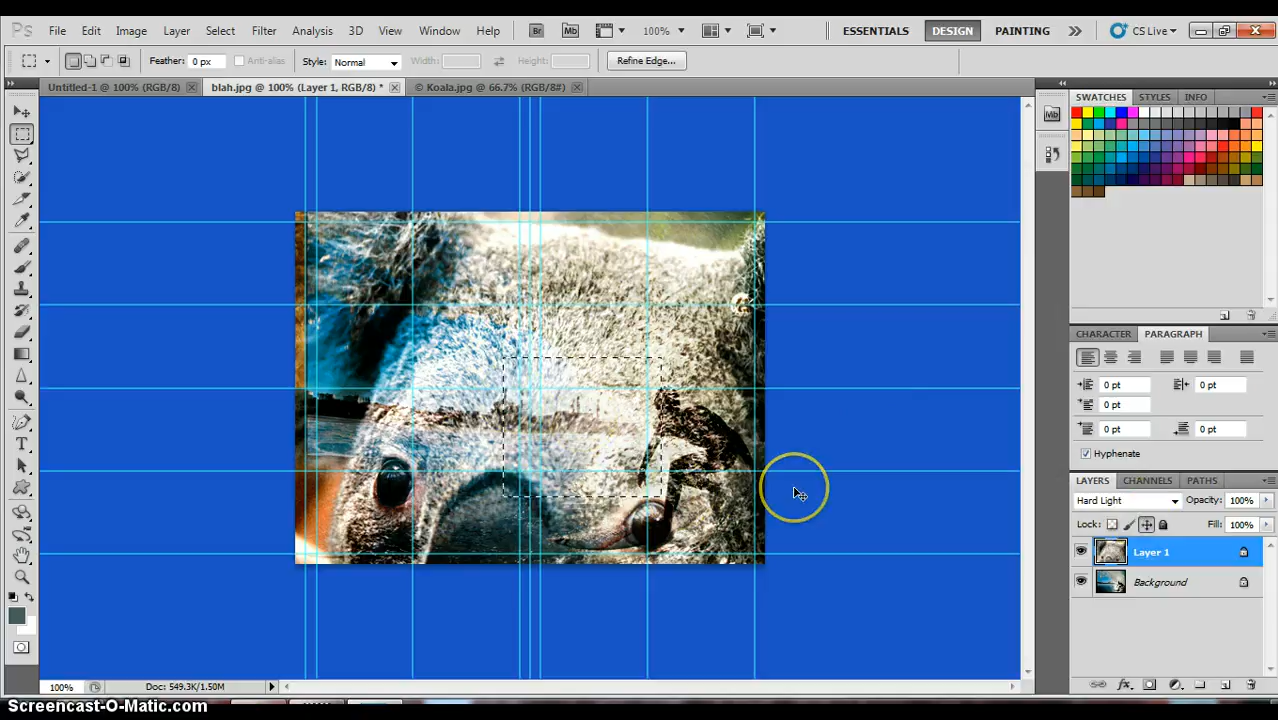 Ps File Edit Image Layer Select Filter Analysis 3D View Window Help Br Mb 100% ESSENTIALS DESIGN PAINTING CS Live
Feather: 0 px Anti-alias Style: Normal Width: Height: Refine Edge...
Untitled-1 @ 100% (RGB/8) blah.jpg @ 100% (Layer 1, RGB/8) * © Koala.jpg @ 66.7% (RGB/8#)
SWATCHES STYLES INFO
Mb
CHARACTER PARAGRAPH
0 pt 0 pt
0 pt
0 pt 0 pt
Hyphenate
LAYERS CHANNELS PATHS
Hard Light Opacity: 100%
Lock: Fill: 100%
Layer 1
Background
100% Doc: 549.3K/1.50M
Screencast-O-Matic.com